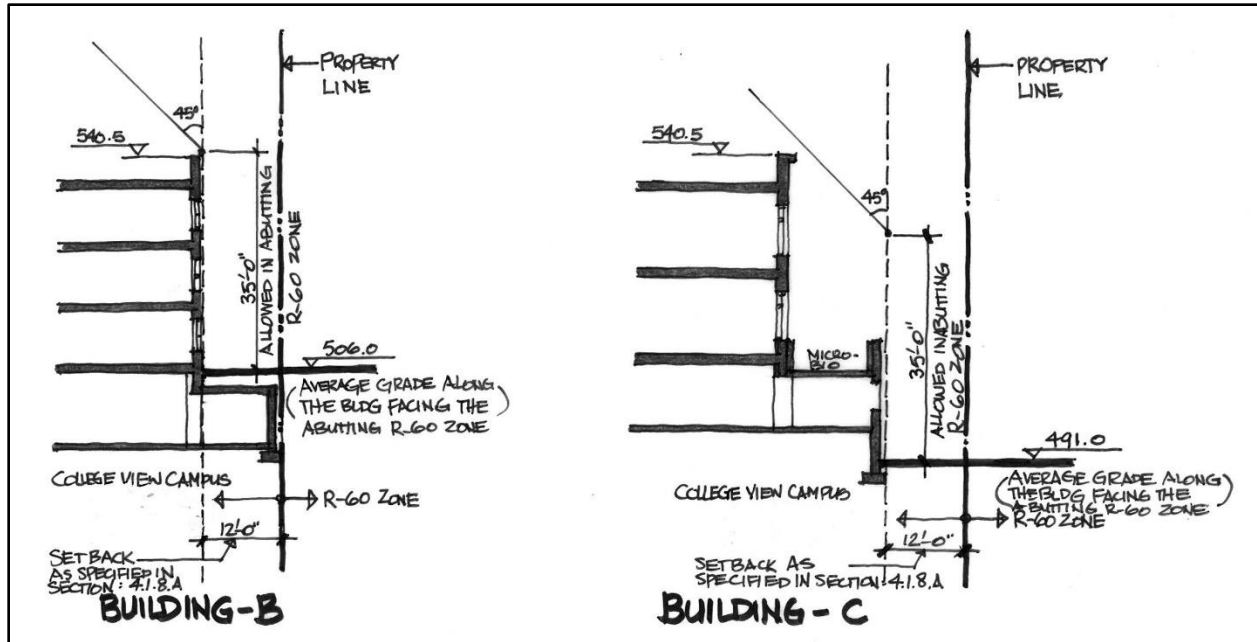 PROPERTY
LINE
45°
540.5
35'-0"
ALLOWED IN ABUTTING
R-60 ZONE
506.0
(AVERAGE GRADE ALONG
THE BLDG FACING THE
ABUTTING R-60 ZONE)
COLLEGE VIEW CAMPUS
R-60 ZONE
12'-0"
SETBACK
AS SPECIFIED IN
SECTION: 4.1.8.A
BUILDING-B
PROPERTY
LINE
45°
540.5
MICRO-
BIO
35'-0"
ALLOWED IN ABUTTING
R-60 ZONE
491.0
COLLEGE VIEW CAMPUS
(AVERAGE GRADE ALONG
THE BLDG FACING THE
ABUTTING R-60 ZONE)
R-60 ZONE
12'-0"
SETBACK AS
SPECIFIED IN SECTION: 4.1.8.A
BUILDING - C